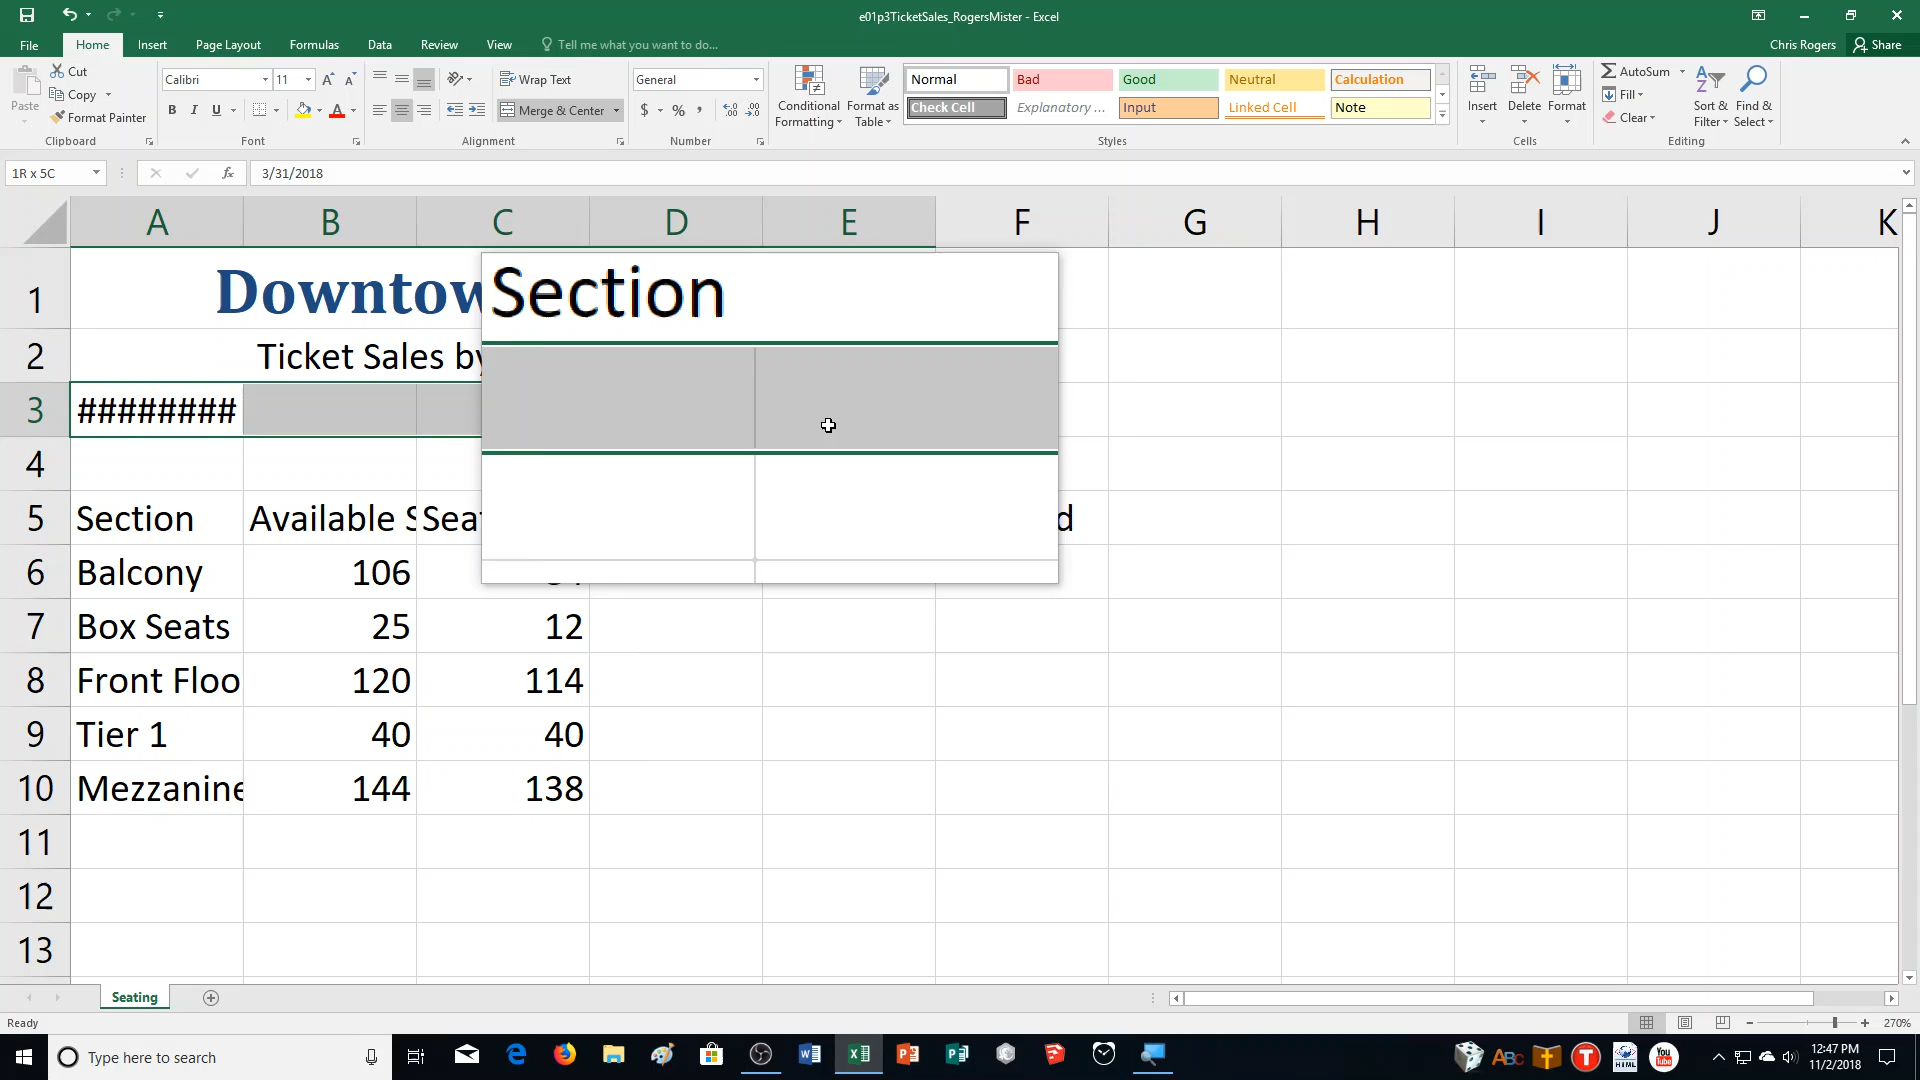 e01p3TicketSales_RogersMister - Excel
File Home Insert Page Layout Formulas Data Review View Tell me what you want to do... Chris Rogers Share
Paste Cut Copy Format Painter Clipboard
Calibri 11 A A B I U A Font
Wrap Text Merge & Center Alignment
General $ % , Number
Conditional Formatting Format as Table Normal Bad Good Neutral Calculation
Check Cell Explanatory ... Input Linked Cell Note Styles
Insert Delete Format Cells
AutoSum Fill Clear Sort & Filter Find & Select Editing
1R x 5C fx 3/31/2018
A B C D E F G H I J K
1 Downtow
Section
2 Ticket Sales by
3 ########
4
5 Section Available S Seat d
6 Balcony 106
7 Box Seats 25 12
8 Front Floo 120 114
9 Tier 1 40 40
10 Mezzanine 144 138
11
12
13
Seating
Ready 270%
Type here to search
12:47 PM
11/2/2018